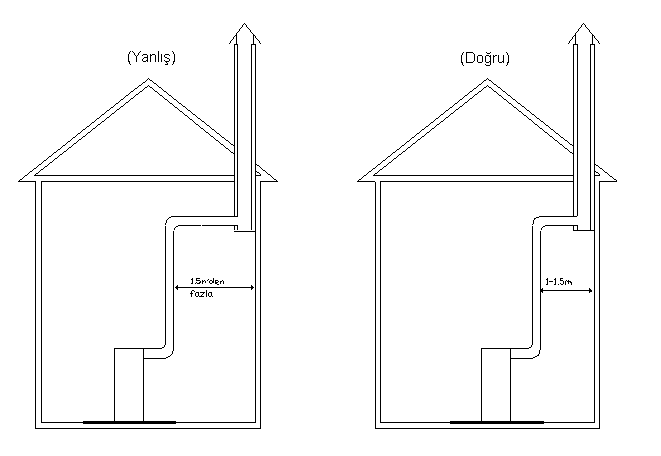 (Yanlış)
(Doğru)
1.5m'den
fazla
1-1.5m